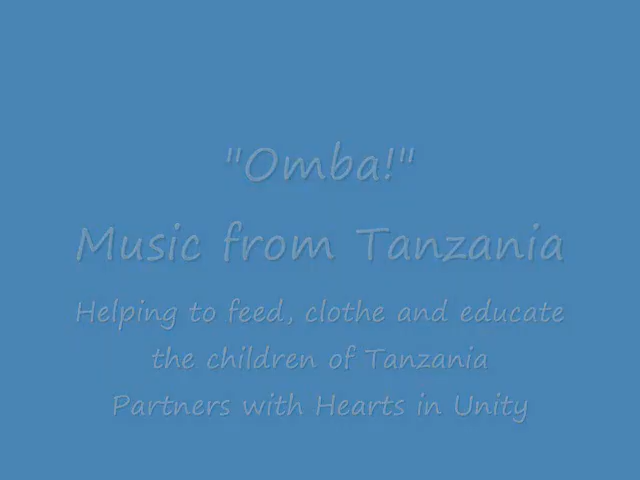 "Omba!"
Music from Tanzania
Helping to feed, clothe and educate
the children of Tanzania
Partners with Hearts in Unity